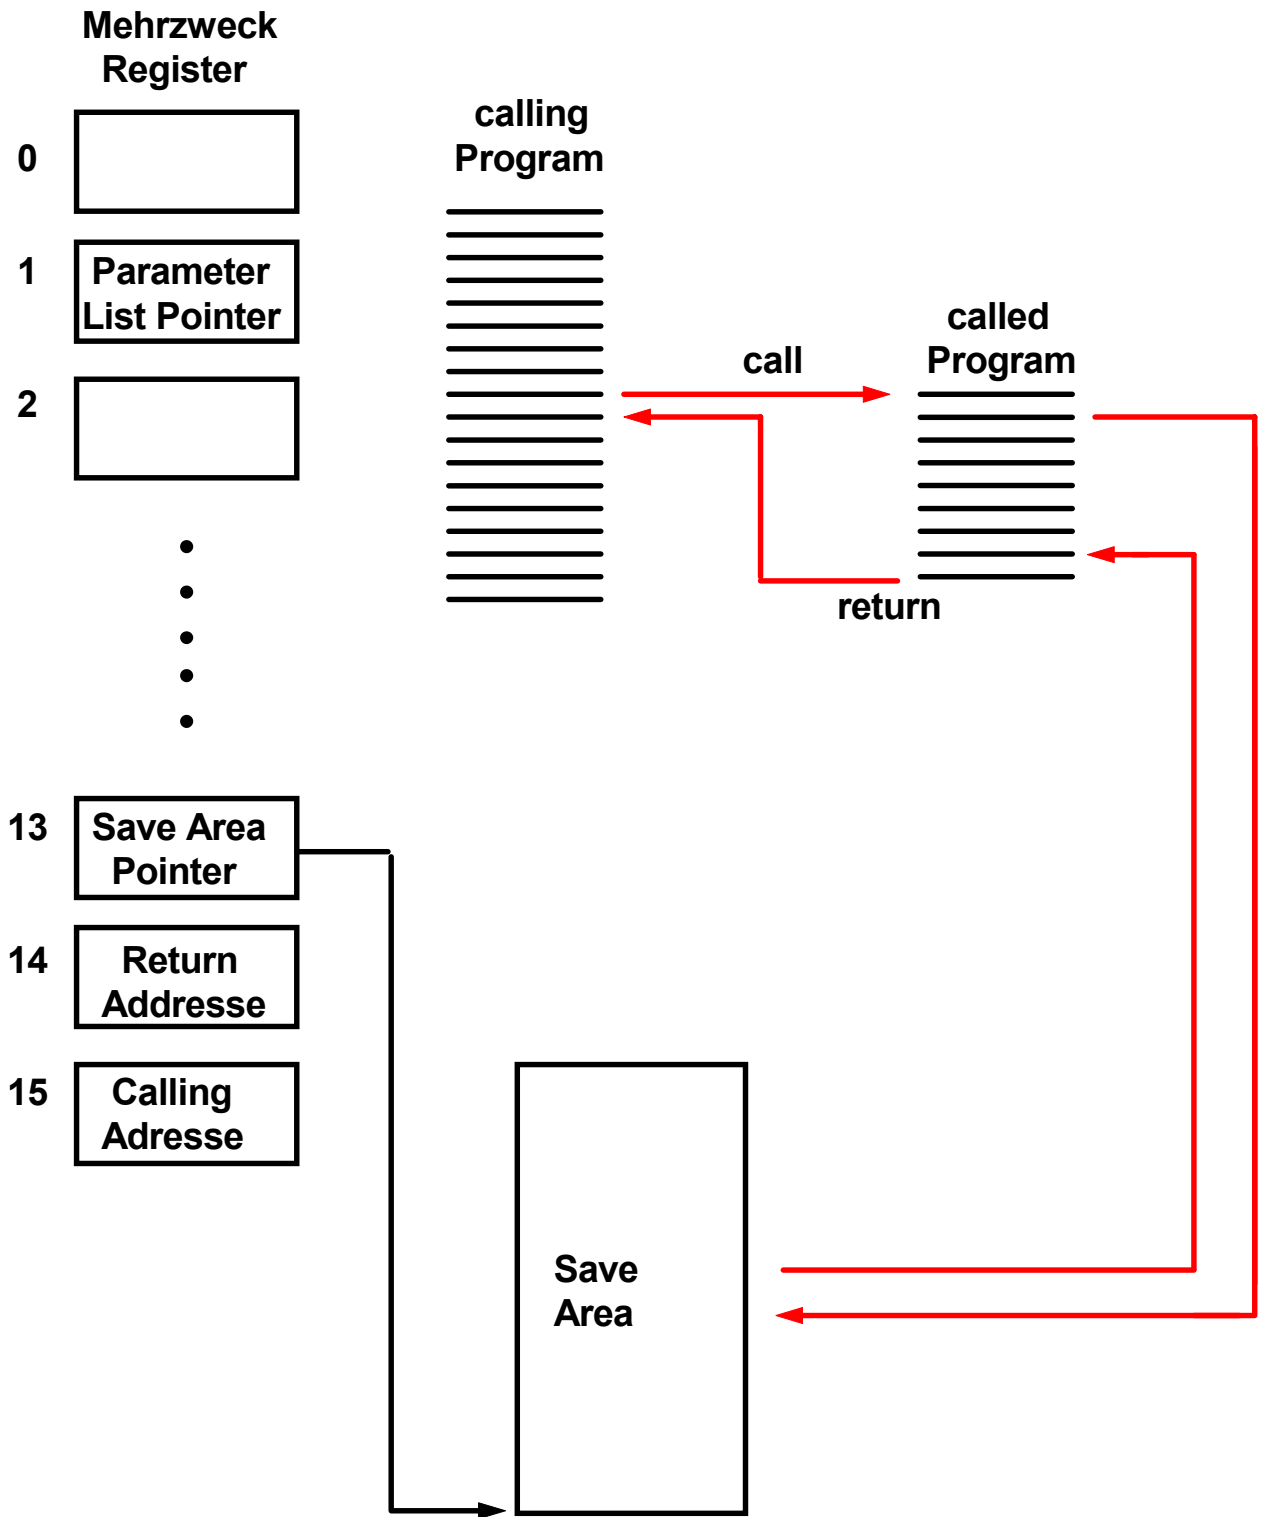 Mehrzweck
Register
0
1
Parameter
List Pointer
2
13
Save Area
Pointer
14
Return
Addresse
15
Calling
Adresse
calling
Program
call
called
Program
return
Save
Area